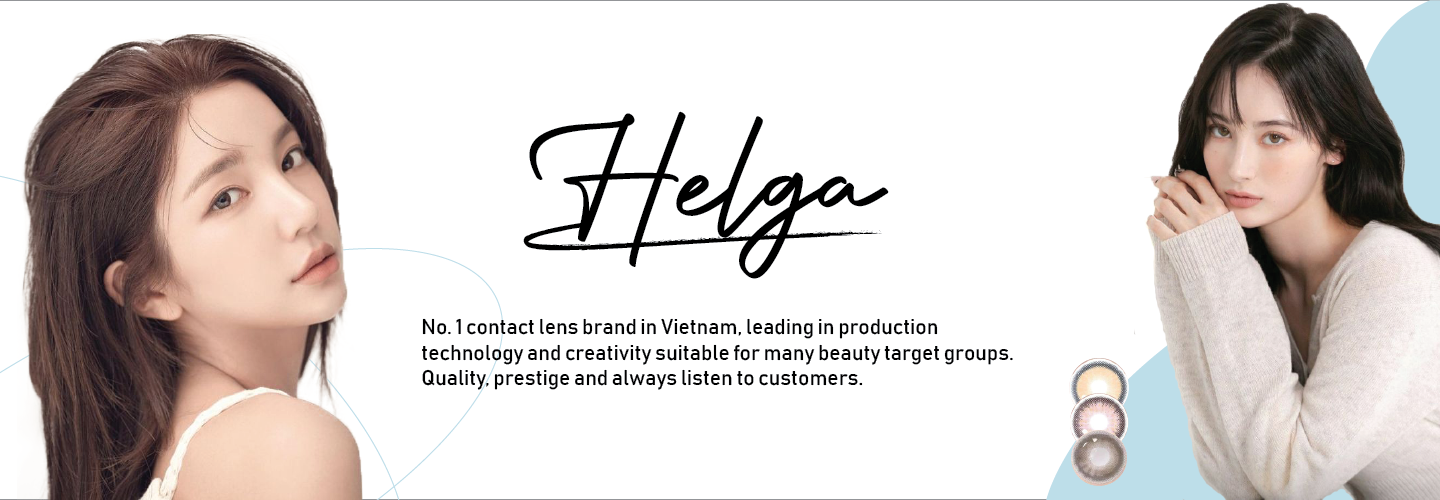 Helga
No. 1 contact lens brand in Vietnam, leading in production
technology and creativity suitable for many beauty target groups.
Quality, prestige and always listen to customers.